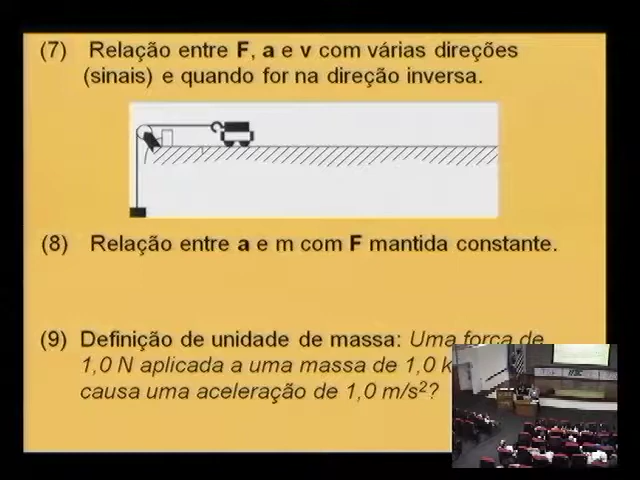 (7) Relação entre F, a e v com várias direções
(sinais) e quando for na direção inversa.
(8) Relação entre a e m com F mantida constante.
(9) Definição de unidade de massa: Uma força de
1,0 N aplicada a uma massa de 1,0 k
causa uma aceleração de 1,0 m/s²?